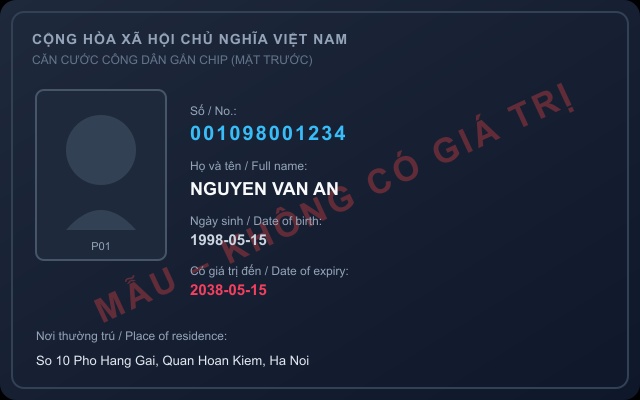 CỘNG HÒA XÃ HỘI CHỦ NGHĨA VIỆT NAM
CĂN CƯỚC CÔNG DÂN GẮN CHIP (MẶT TRƯỚC)
Số / No.:
001098001234
Họ và tên / Full name:
NGUYEN VAN AN
Ngày sinh / Date of birth:
1998-05-15
Có giá trị đến / Date of expiry:
2038-05-15
P01
MẪU – KHÔNG CÓ GIÁ TRỊ
Nơi thường trú / Place of residence:
So 10 Pho Hang Gai, Quan Hoan Kiem, Ha Noi